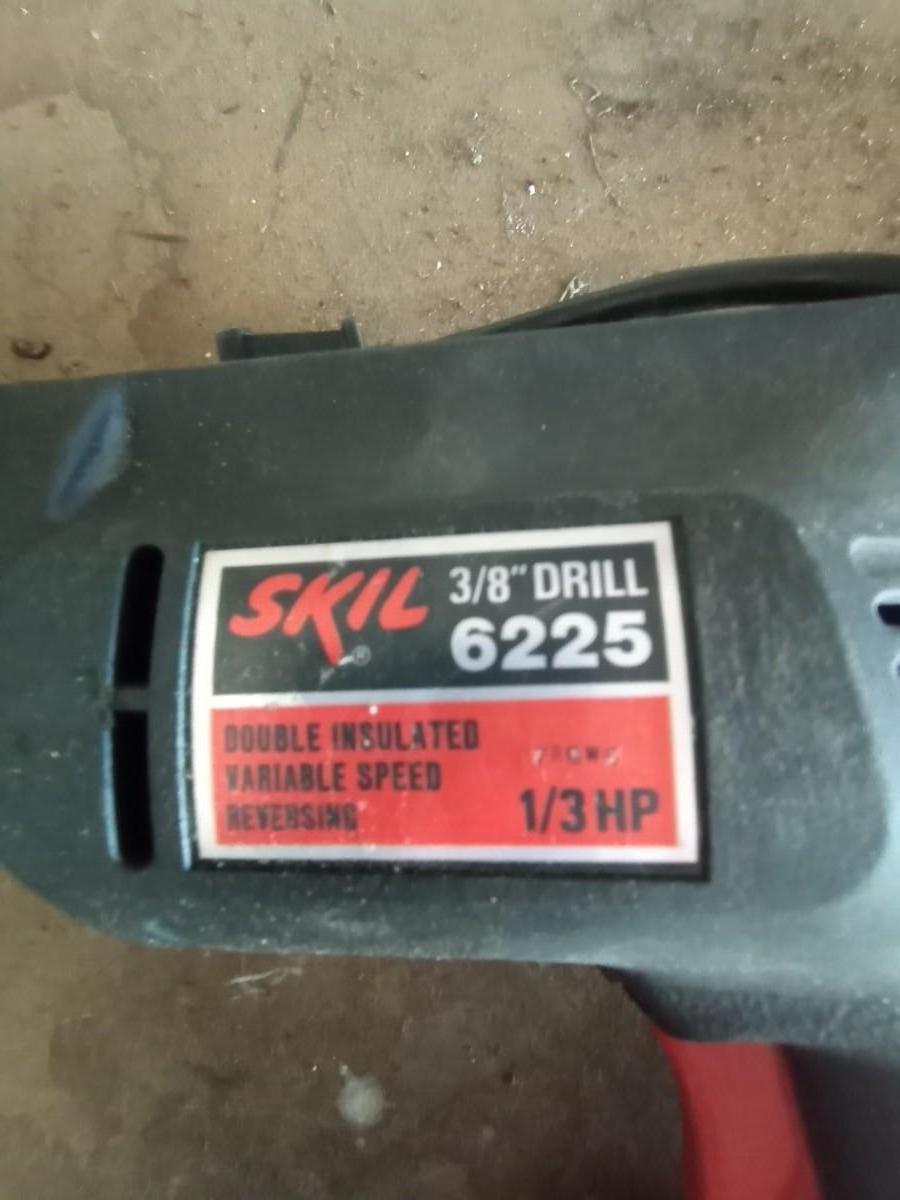 SKIL®
3/8" DRILL
6225
DOUBLE INSULATED
VARIABLE SPEED
REVERSING
1/3 HP